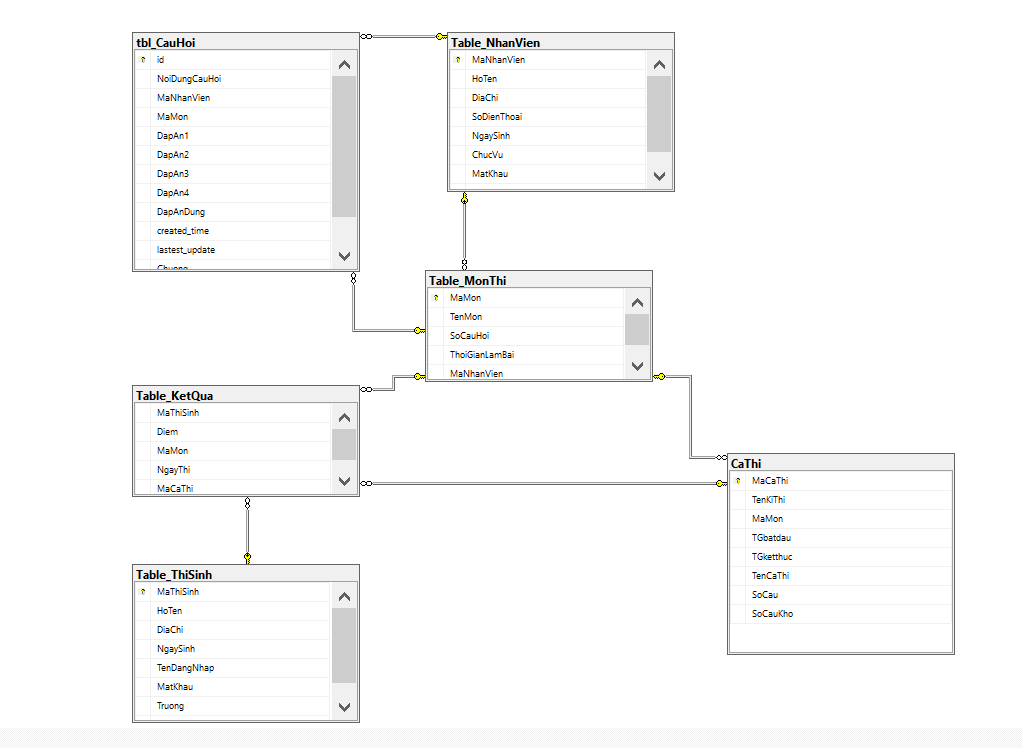 tbl_CauHoi
id
NoiDungCauHoi
MaNhanVien
MaMon
DapAn1
DapAn2
DapAn3
DapAn4
DapAnDung
created_time
lastest_update
Chuong
Table_NhanVien
MaNhanVien
HoTen
DiaChi
SoDienThoai
NgaySinh
ChucVu
MatKhau
Table_MonThi
MaMon
TenMon
SoCauHoi
ThoiGianLamBai
MaNhanVien
Table_KetQua
MaThiSinh
Diem
MaMon
NgayThi
MaCaThi
CaThi
MaCaThi
TenKiThi
MaMon
TGbatdau
TGketthuc
TenCaThi
SoCau
SoCauKho
Table_ThiSinh
MaThiSinh
HoTen
DiaChi
NgaySinh
TenDangNhap
MatKhau
Truong